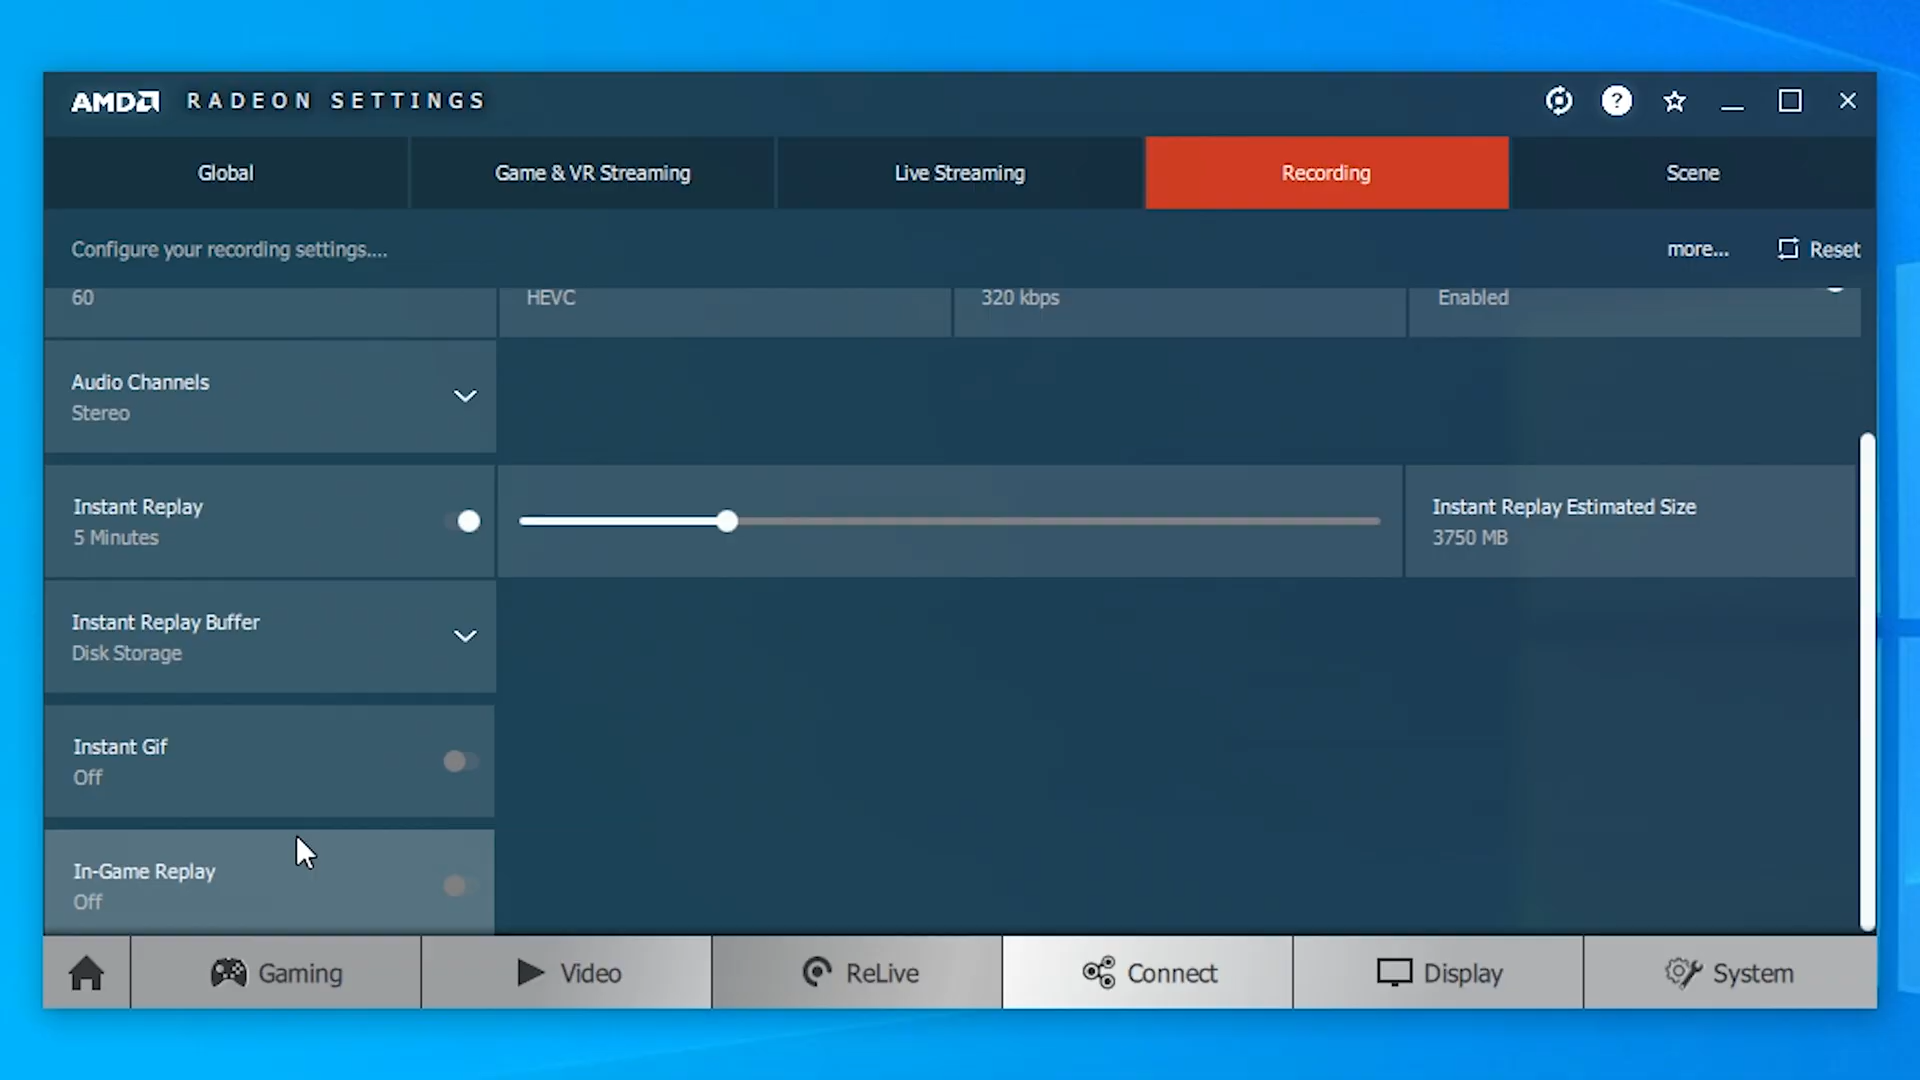 AMD RADEON SETTINGS
?
Global
Game & VR Streaming
Live Streaming
Recording
Scene
Configure your recording settings....
more...
Reset
60
HEVC
320 kbps
Enabled
Audio Channels
Stereo
Instant Replay
5 Minutes
Instant Replay Estimated Size
3750 MB
Instant Replay Buffer
Disk Storage
Instant Gif
Off
In-Game Replay
Off
Gaming
Video
ReLive
Connect
Display
System